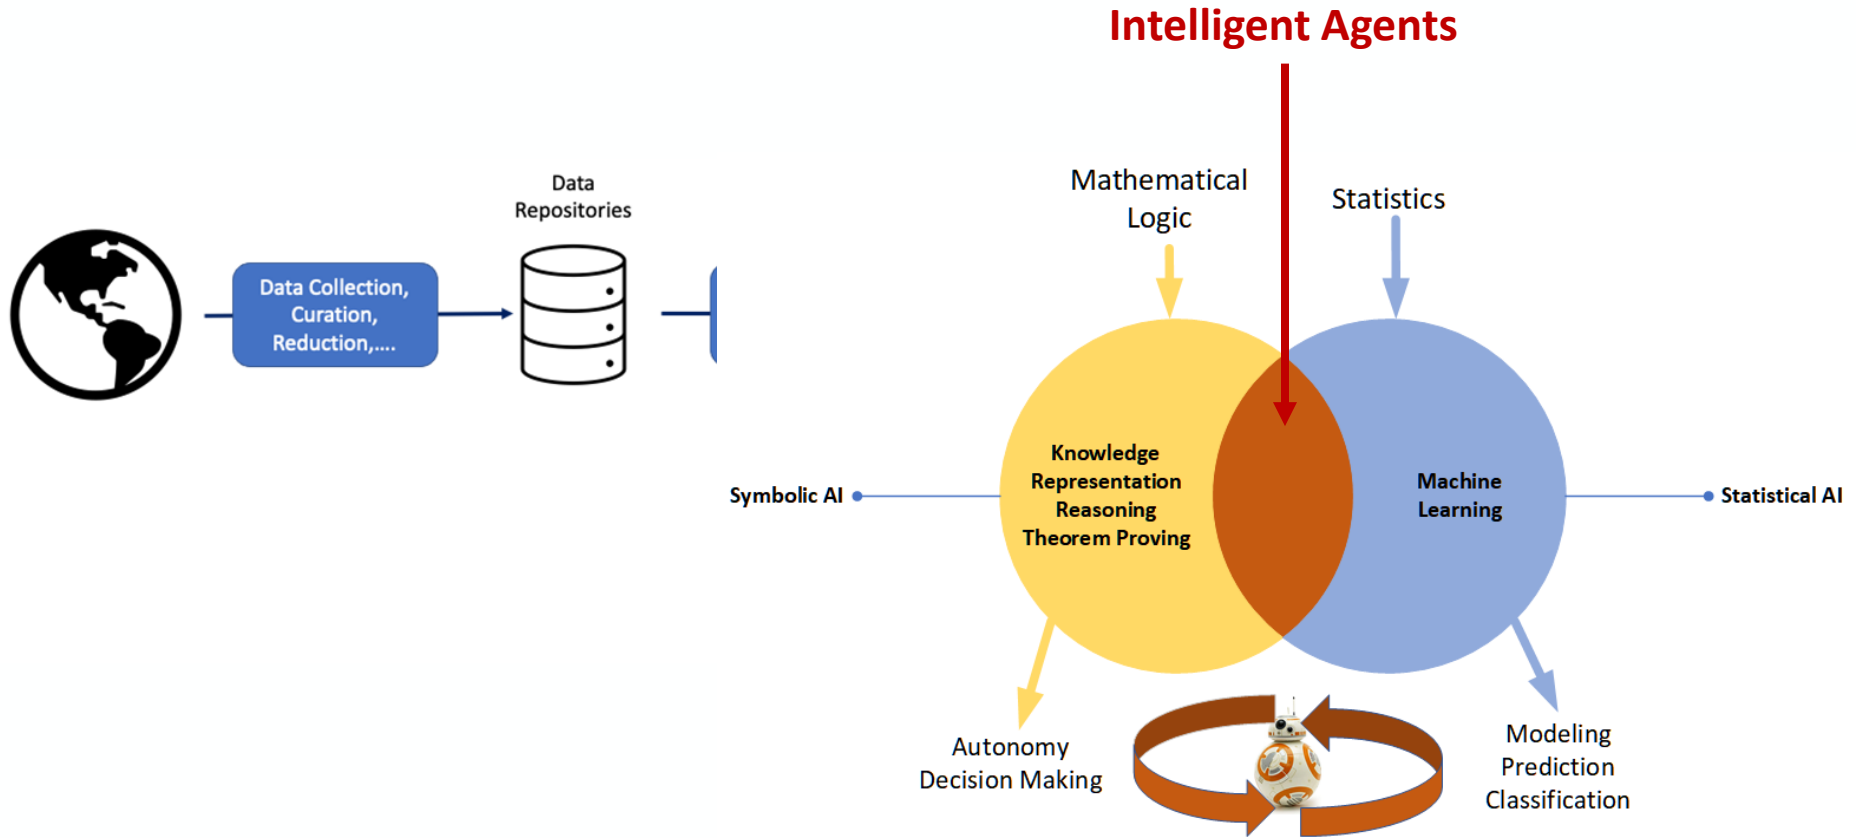 Intelligent Agents
Mathematical
Logic
Statistics
Data
Repositories
Data Collection,
Curation,
Reduction,....
Symbolic AI
Knowledge
Representation
Reasoning
Theorem Proving
Machine
Learning
Statistical AI
Autonomy
Decision Making
Modeling
Prediction
Classification